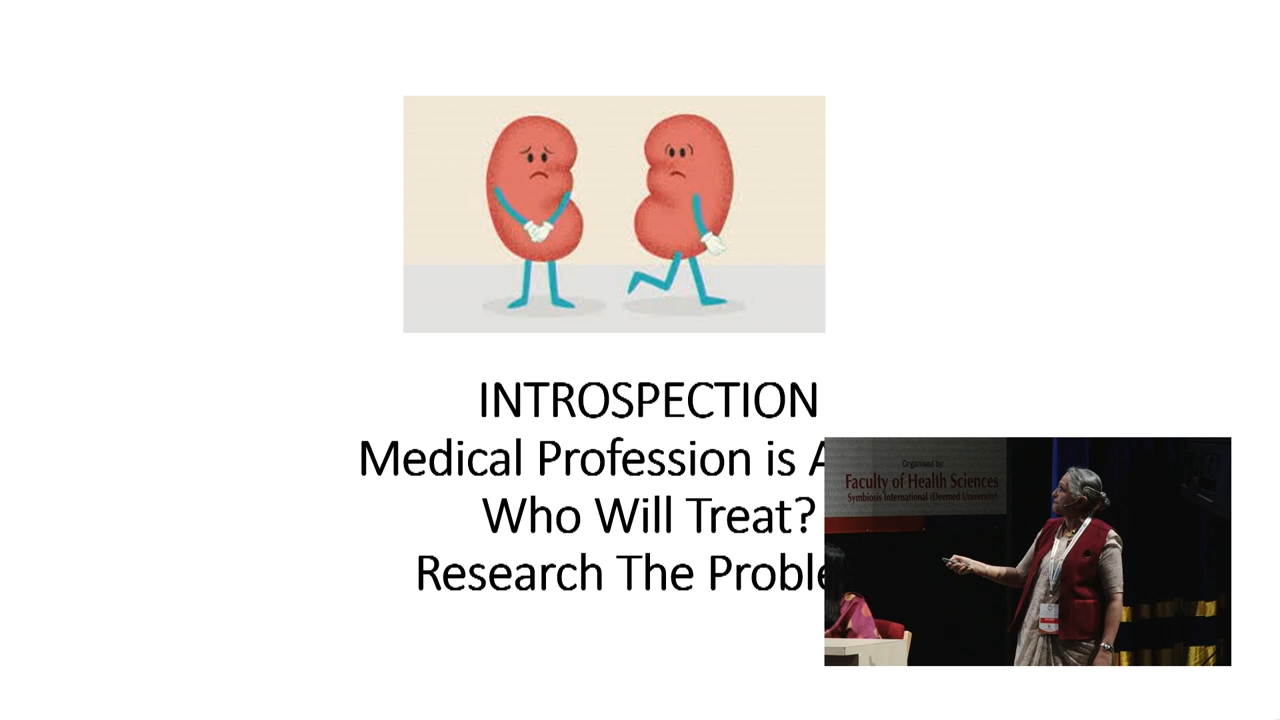 INTROSPECTION
Medical Profession is A
Who Will Treat?
Research The Proble
Organised by:
Faculty of Health Sciences
Symbiosis International (Deemed University)